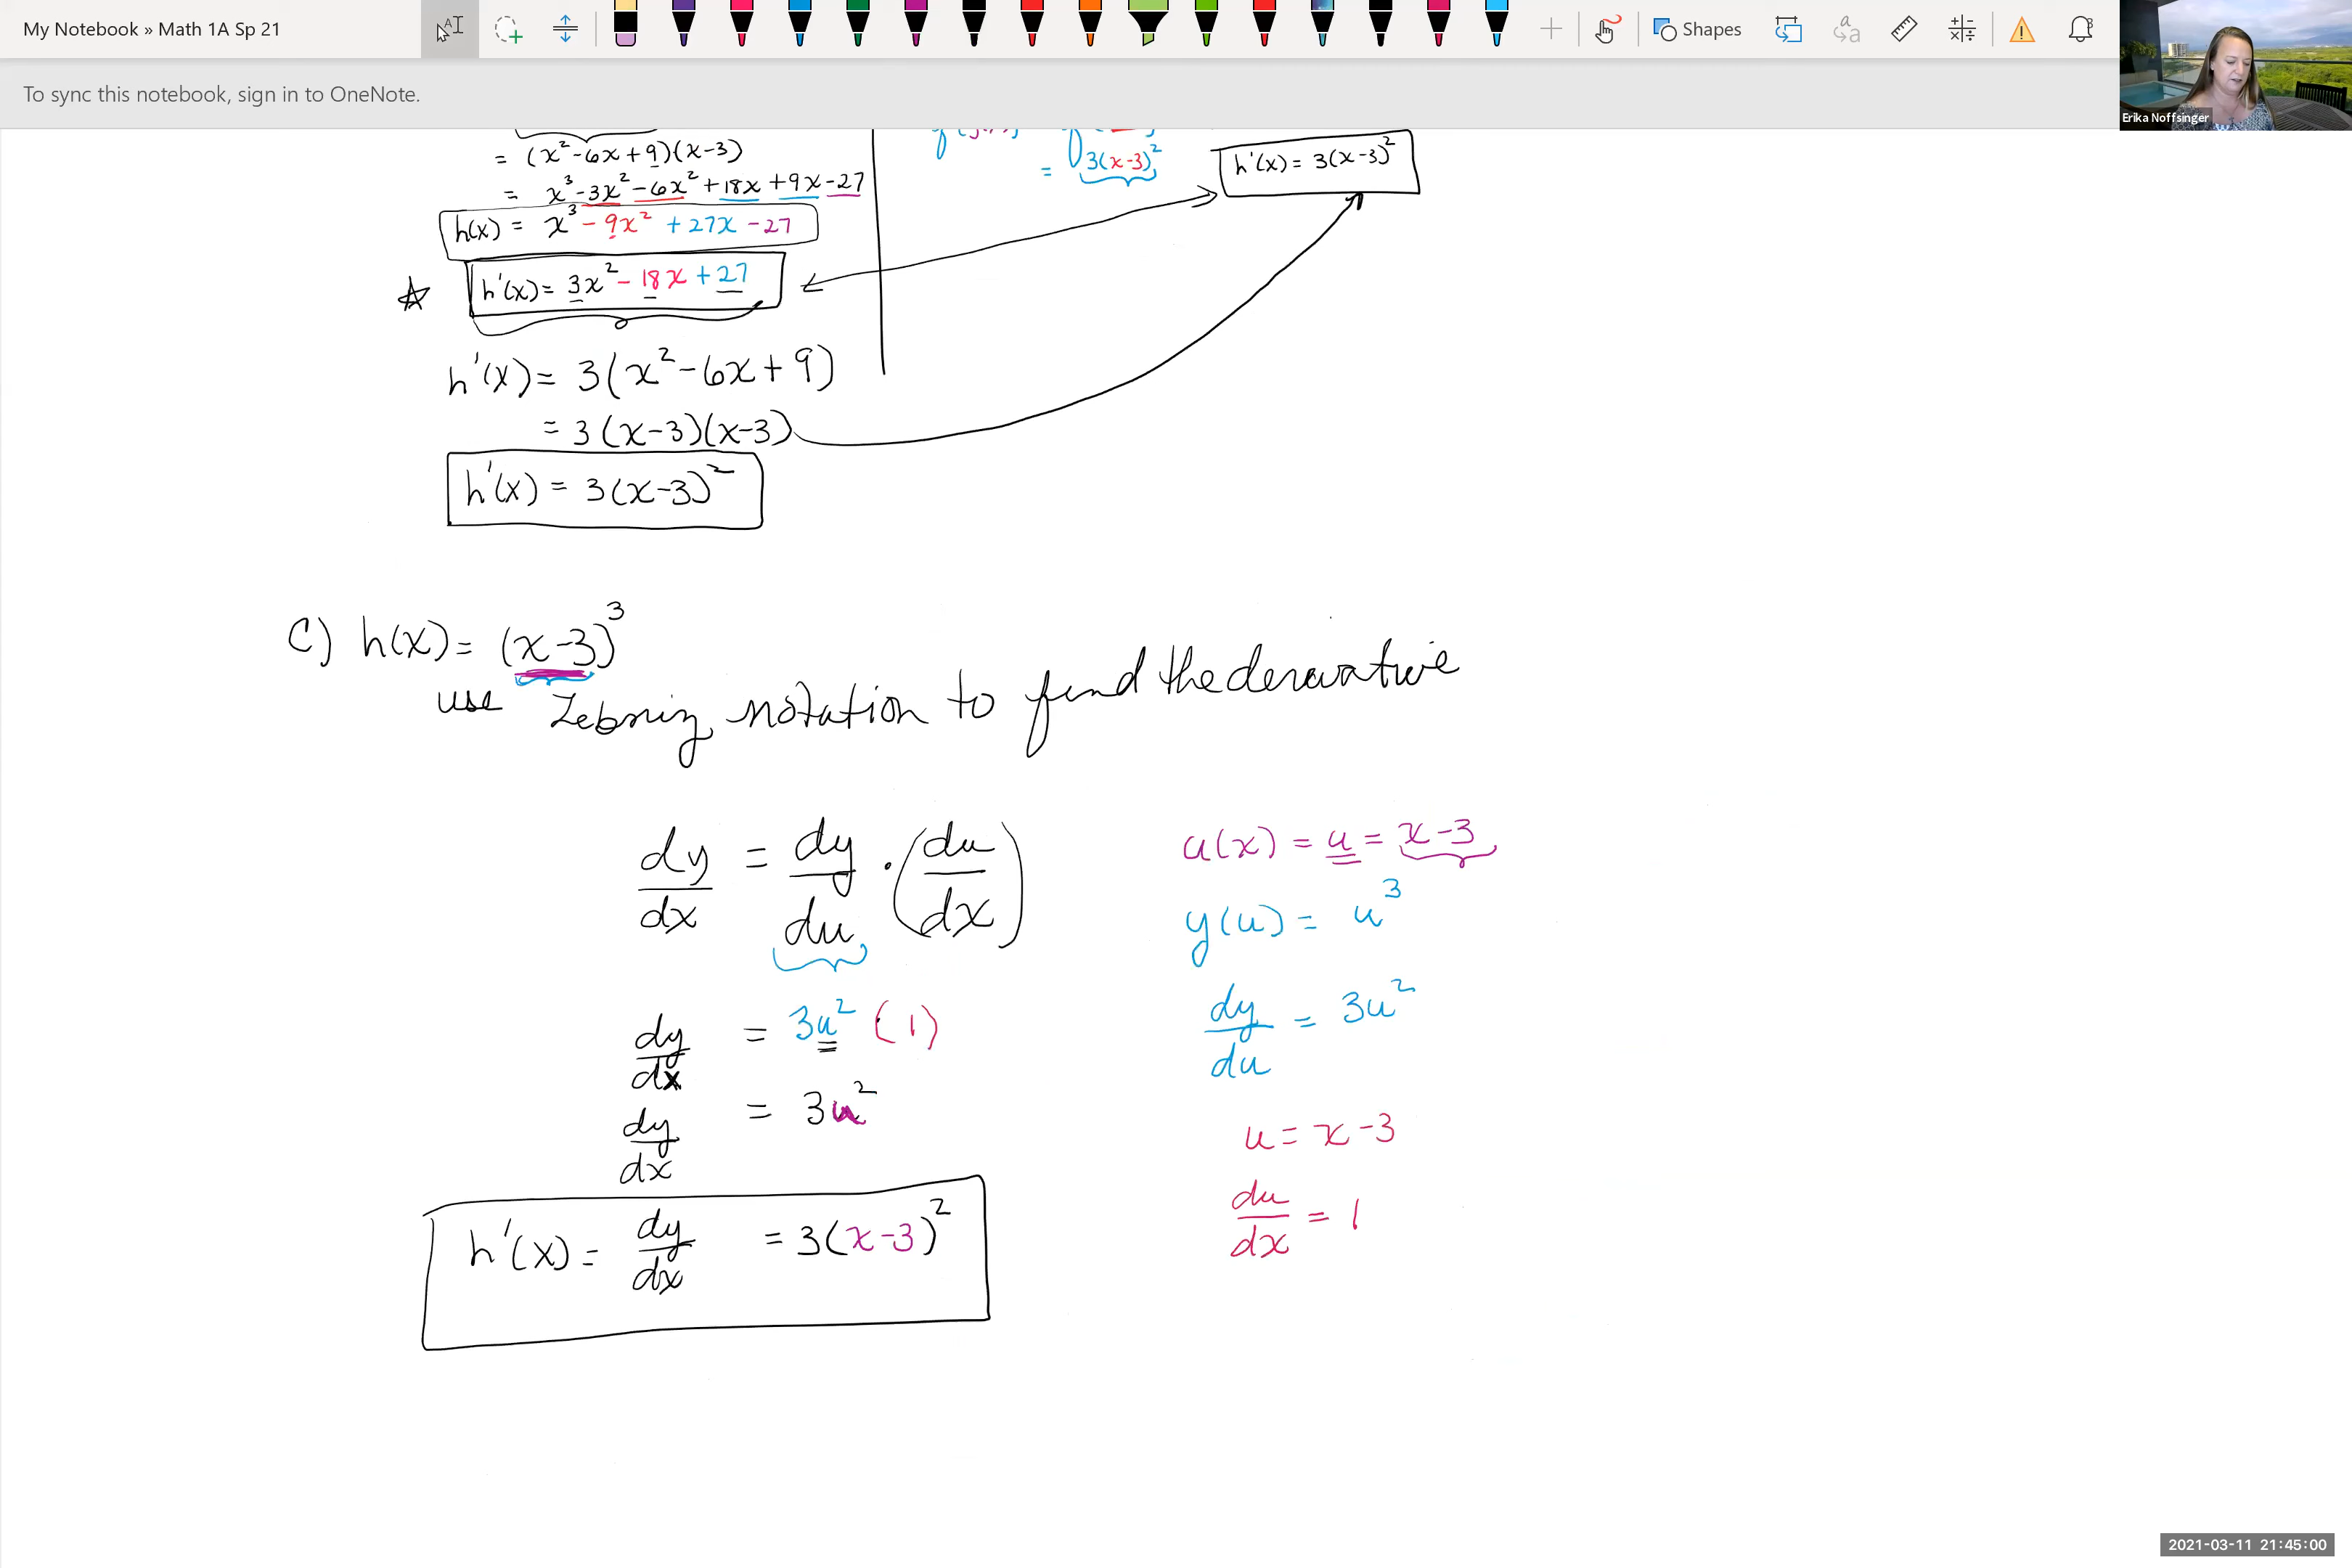 My Notebook » Math 1A Sp 21
Shapes
To sync this notebook, sign in to OneNote.
Erika Noffsinger
= (x²-6x+9)(x-3)
= x³-3x²-6x²+18x+9x-27
h(x) = x³-9x²+27x-27
h'(x) = 3x²-18x+27
h'(x) = 3(x²-6x+9)
= 3(x-3)(x-3)
h'(x) = 3(x-3)²
= 3(x-3)²
h'(x) = 3(x-3)²
C) h(x) = (x-3)³
use Lebniz notation to find the derivative
dy/dx = dy/du · (du/dx)
dy/dx = 3u² (1)
dy/dx = 3u²
h'(x) = dy/dx = 3(x-3)²
u(x) = u = x-3
y(u) = u³
dy/du = 3u²
u = x-3
du/dx = 1
2021-03-11 21:45:00